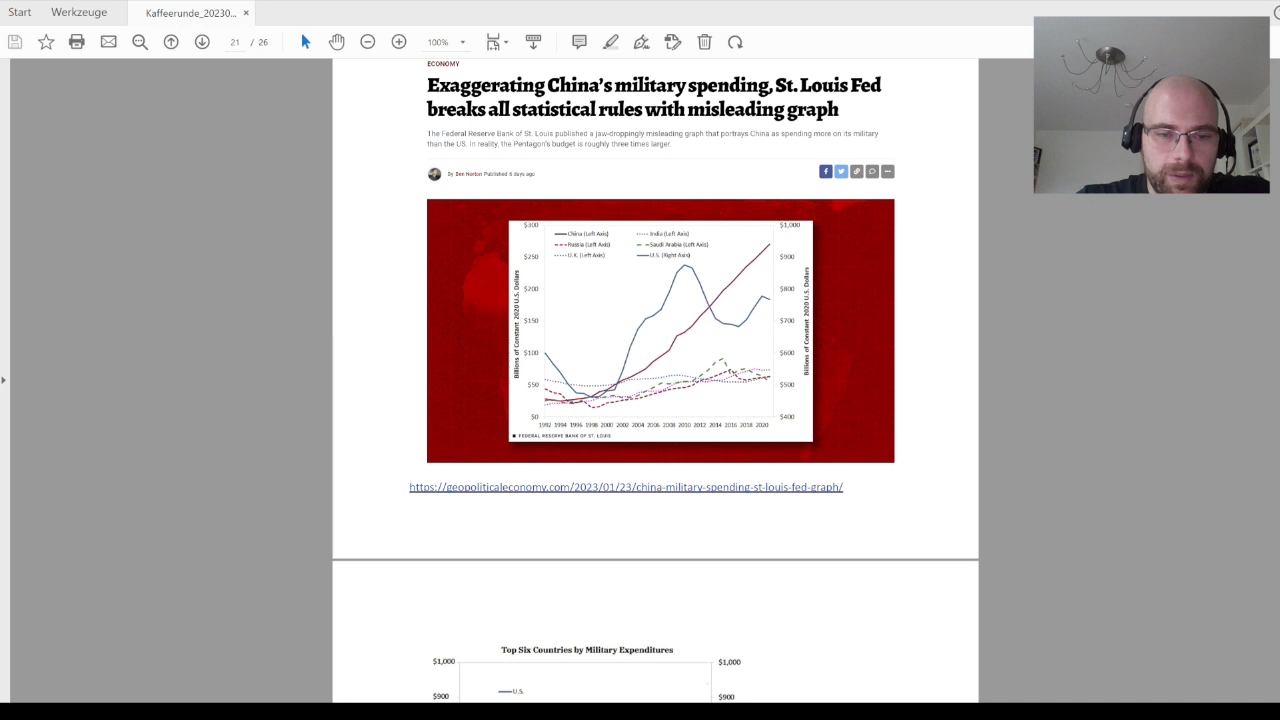 Start Werkzeuge Kaffeerunde_20230... ×
21 / 26 100%
ECONOMY
Exaggerating China's military spending, St. Louis Fed
breaks all statistical rules with misleading graph
The Federal Reserve Bank of St. Louis published a jaw-droppingly misleading graph that portrays China as spending more on its military
than the US. In reality, the Pentagon's budget is roughly three times larger.
By Ben Norton Published 6 days ago
$300 $1,000
China (Left Axis) India (Left Axis)
Russia (Left Axis) Saudi Arabia (Left Axis)
U.K. (Left Axis) U.S. (Right Axis)
$250 $900
$200 $800
$150 $700
$100 $600
$50 $500
$0 $400
Billions of Constant 2020 U.S. Dollars
Billions of Constant 2020 U.S. Dollars
1992 1994 1996 1998 2000 2002 2004 2006 2008 2010 2012 2014 2016 2018 2020
FEDERAL RESERVE BANK OF ST. LOUIS
https://geopoliticaleconomy.com/2023/01/23/china-military-spending-st-louis-fed-graph/
Top Six Countries by Military Expenditures
$1,000 $1,000
U.S.
$900 $900